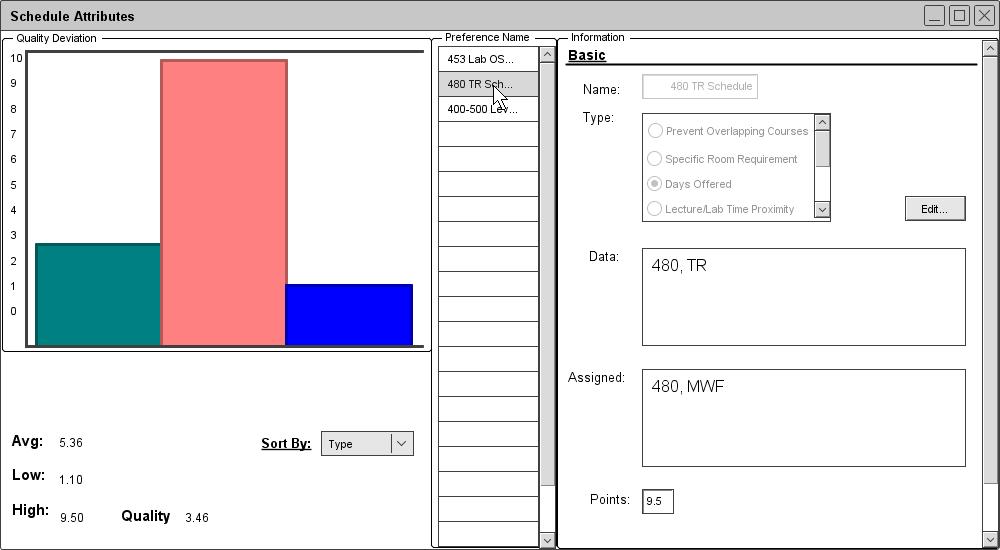 Schedule Attributes
Quality Deviation
10
9
8
7
6
5
4
3
2
1
0
Avg: 5.36
Low: 1.10
High: 9.50
Quality 3.46
Sort By: Type
Preference Name
453 Lab OS...
480 TR Sch...
400-500 Lev...
Information
Basic
Name: 480 TR Schedule
Type:
Prevent Overlapping Courses
Specific Room Requirement
Days Offered
Lecture/Lab Time Proximity
Edit...
Data: 480, TR
Assigned: 480, MWF
Points: 9.5